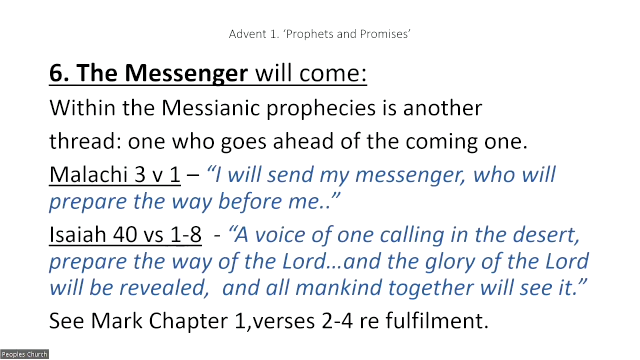 Advent 1. ‘Prophets and Promises’
6. The Messenger will come:
Within the Messianic prophecies is another
thread: one who goes ahead of the coming one.
Malachi 3 v 1 – “I will send my messenger, who will
prepare the way before me..”
Isaiah 40 vs 1-8  - “A voice of one calling in the desert,
prepare the way of the Lord…and the glory of the Lord
will be revealed,  and all mankind together will see it.”
See Mark Chapter 1,verses 2-4 re fulfilment.
Peoples Church